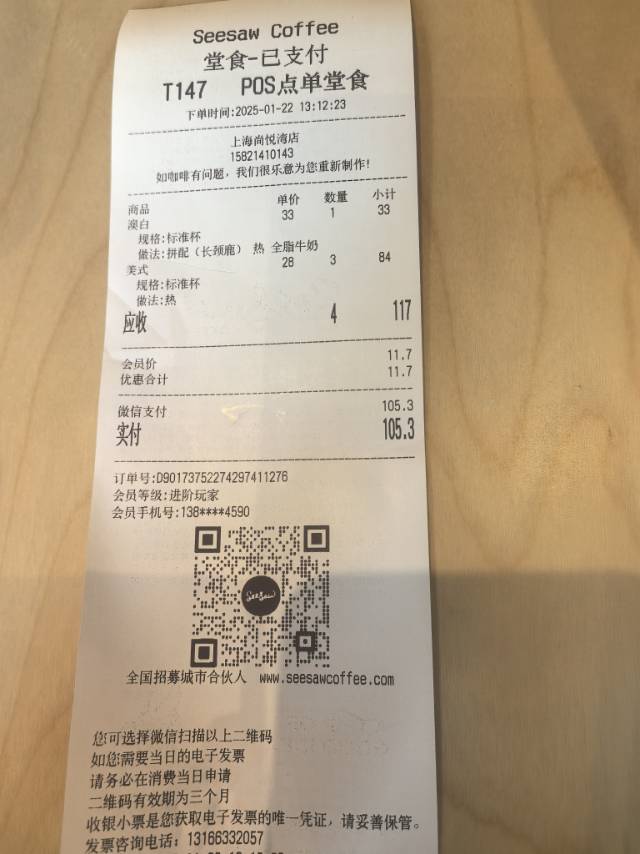 Seesaw Coffee
堂食-已支付
T147 POS点单堂食
下单时间:2025-01-22 13:12:23
上海尚悦湾店
15821410143
如咖啡有问题，我们很乐意为您重新制作!
商品 单价 数量 小计
澳白 33 1 33
规格:标准杯
做法:拼配（长颈鹿） 热 全脂牛奶
美式 28 3 84
规格:标准杯
做法:热
应收 4 117
会员价 11.7
优惠合计 11.7
微信支付 105.3
实付 105.3
订单号:D90173752274297411276
会员等级:进阶玩家
会员手机号:138****4590
SeeSaw
全国招募城市合伙人 www.seesawcoffee.com
您可选择微信扫描以上二维码
如您需要当日的电子发票
请务必在消费当日申请
二维码有效期为三个月
收银小票是您获取电子发票的唯一凭证，请妥善保管。
发票咨询电话：13166332057